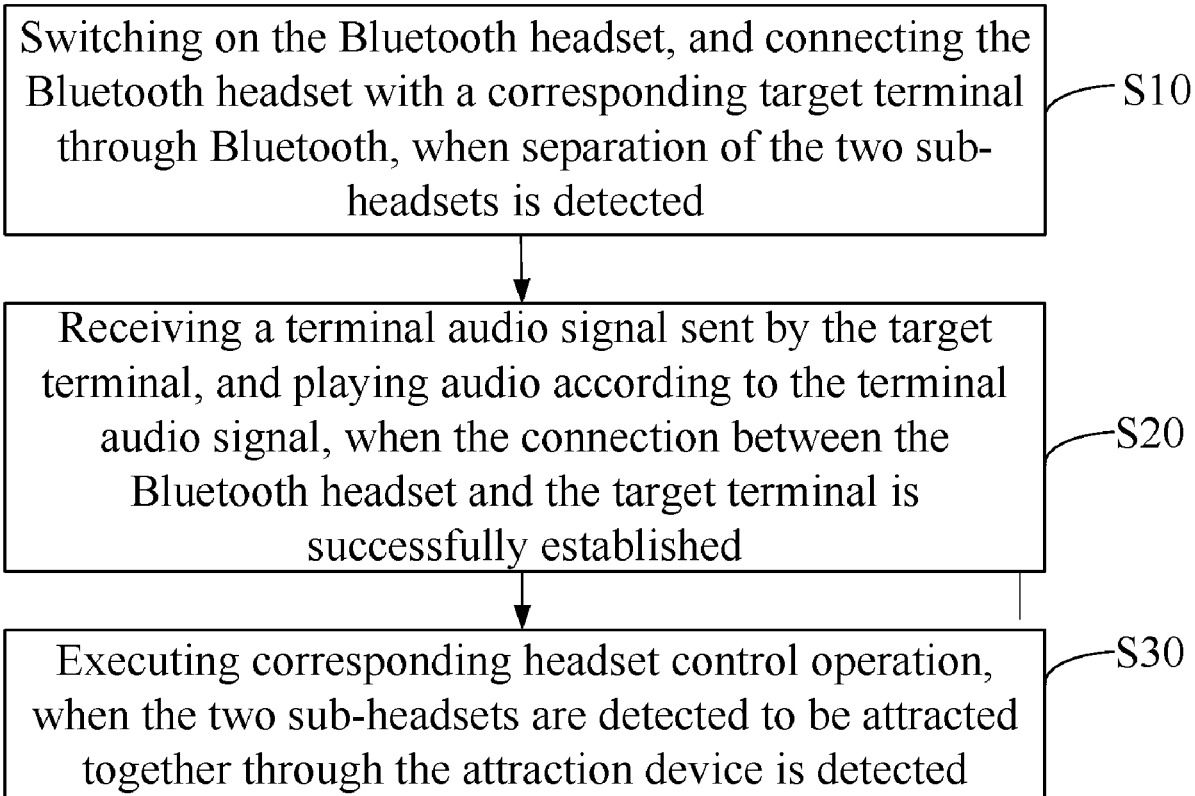 Switching on the Bluetooth headset, and connecting the
Bluetooth headset with a corresponding target terminal
through Bluetooth, when separation of the two sub-
headsets is detected
S10
Receiving a terminal audio signal sent by the target
terminal, and playing audio according to the terminal
audio signal, when the connection between the
Bluetooth headset and the target terminal is
successfully established
S20
Executing corresponding headset control operation,
when the two sub-headsets are detected to be attracted
together through the attraction device is detected
S30